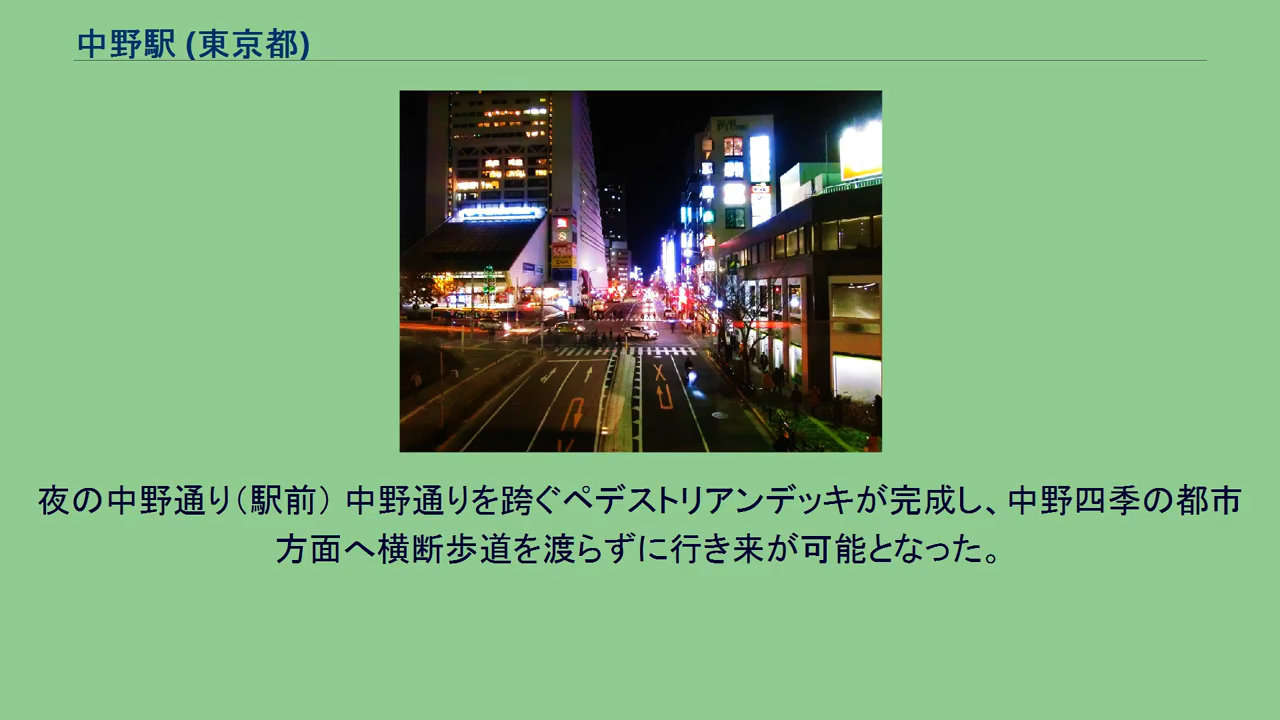 中野駅 (東京都)
夜の中野通り（駅前） 中野通りを跨ぐペデストリアンデッキが完成し、中野四季の都市
方面へ横断歩道を渡らずに行き来が可能となった。